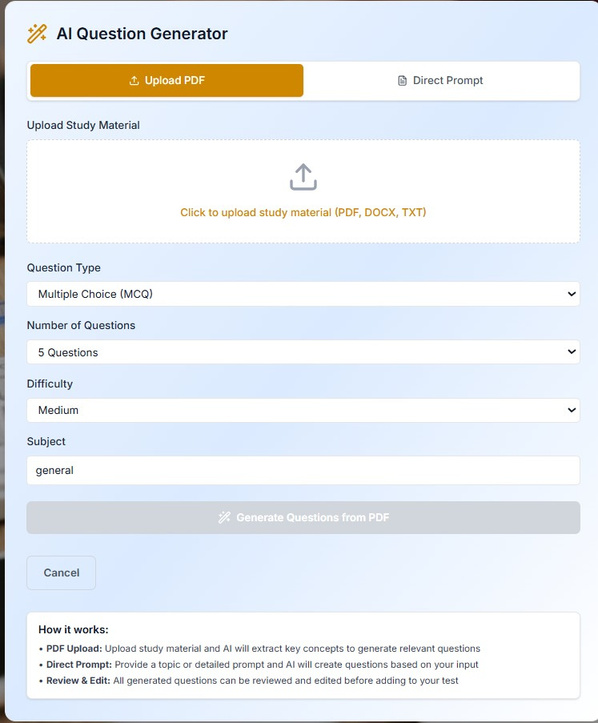 AI Question Generator
Upload PDF
Direct Prompt
Upload Study Material
Click to upload study material (PDF, DOCX, TXT)
Question Type
Multiple Choice (MCQ)
Number of Questions
5 Questions
Difficulty
Medium
Subject
general
Generate Questions from PDF
Cancel
How it works:
• PDF Upload: Upload study material and AI will extract key concepts to generate relevant questions
• Direct Prompt: Provide a topic or detailed prompt and AI will create questions based on your input
• Review & Edit: All generated questions can be reviewed and edited before adding to your test